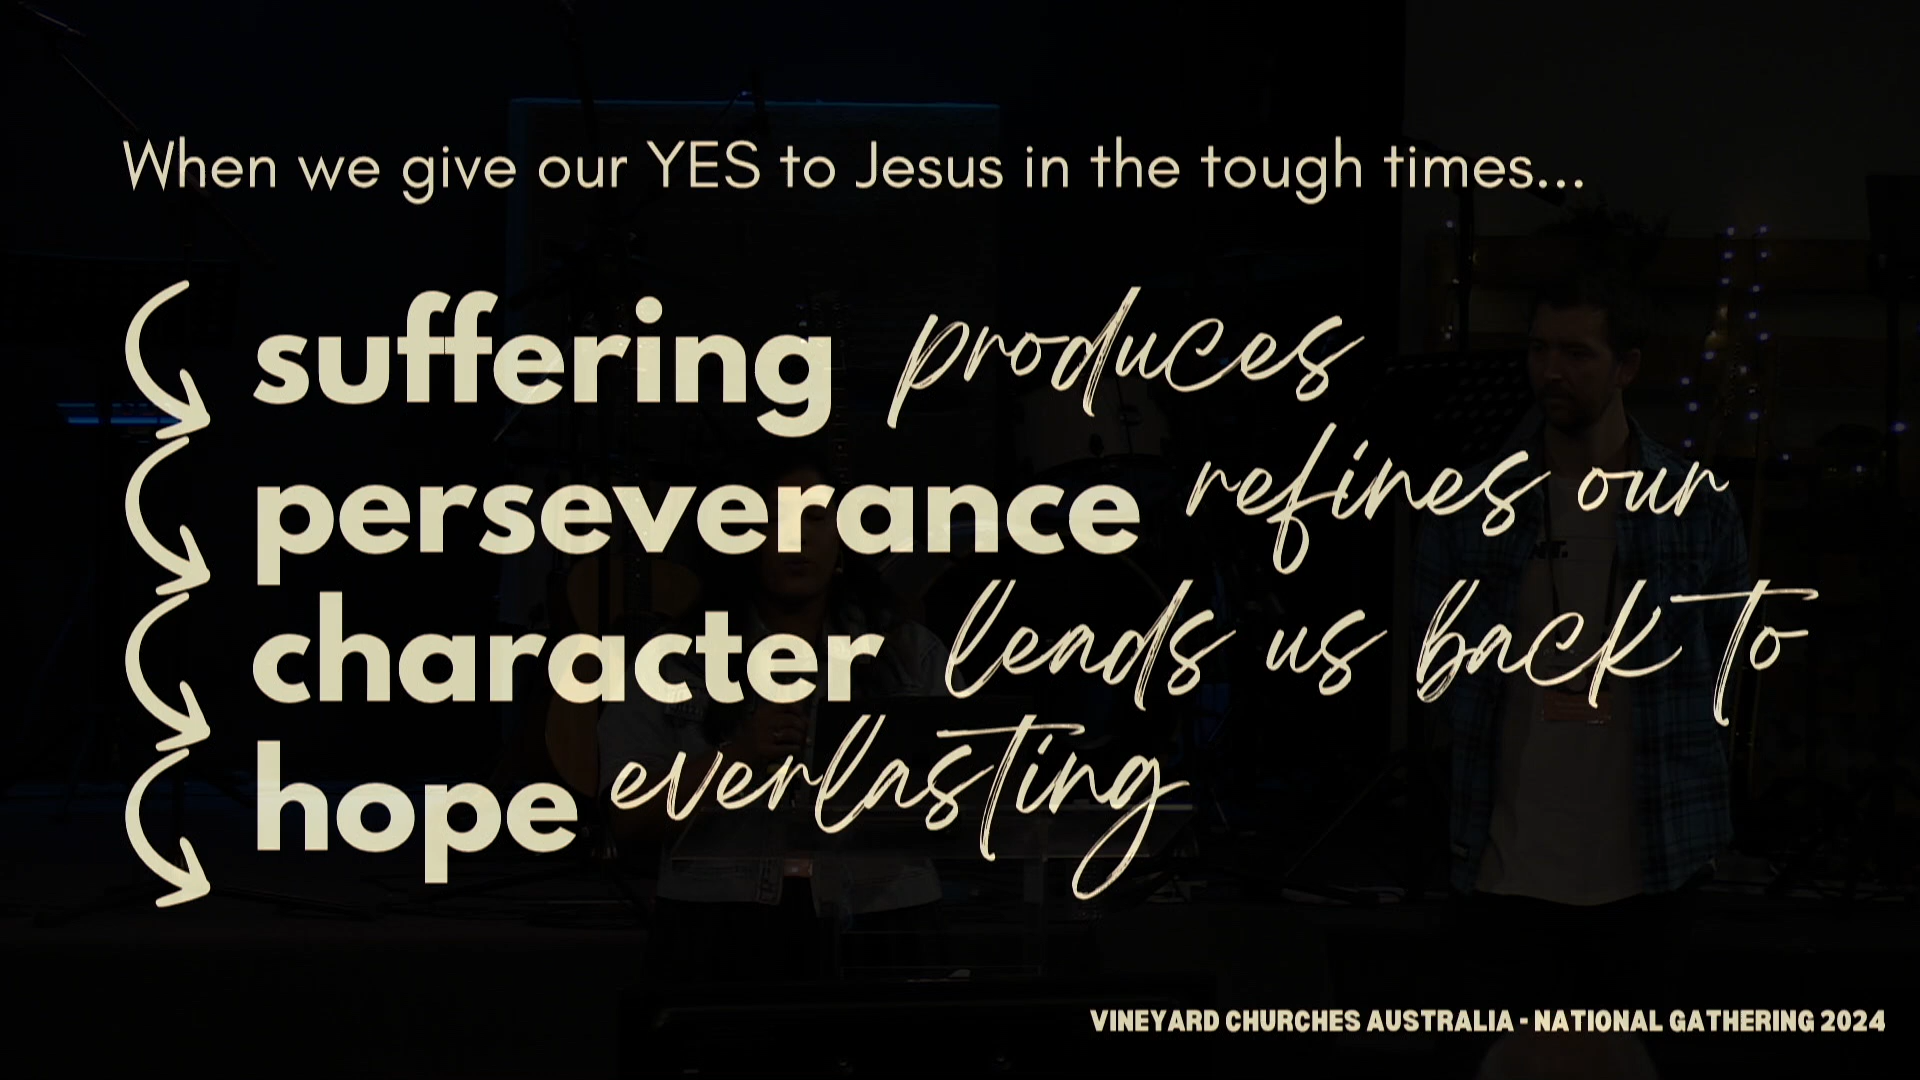 When we give our YES to Jesus in the tough times...
suffering produces
perseverance refines our
character leads us back to
hope everlasting
VINEYARD CHURCHES AUSTRALIA - NATIONAL GATHERING 2024